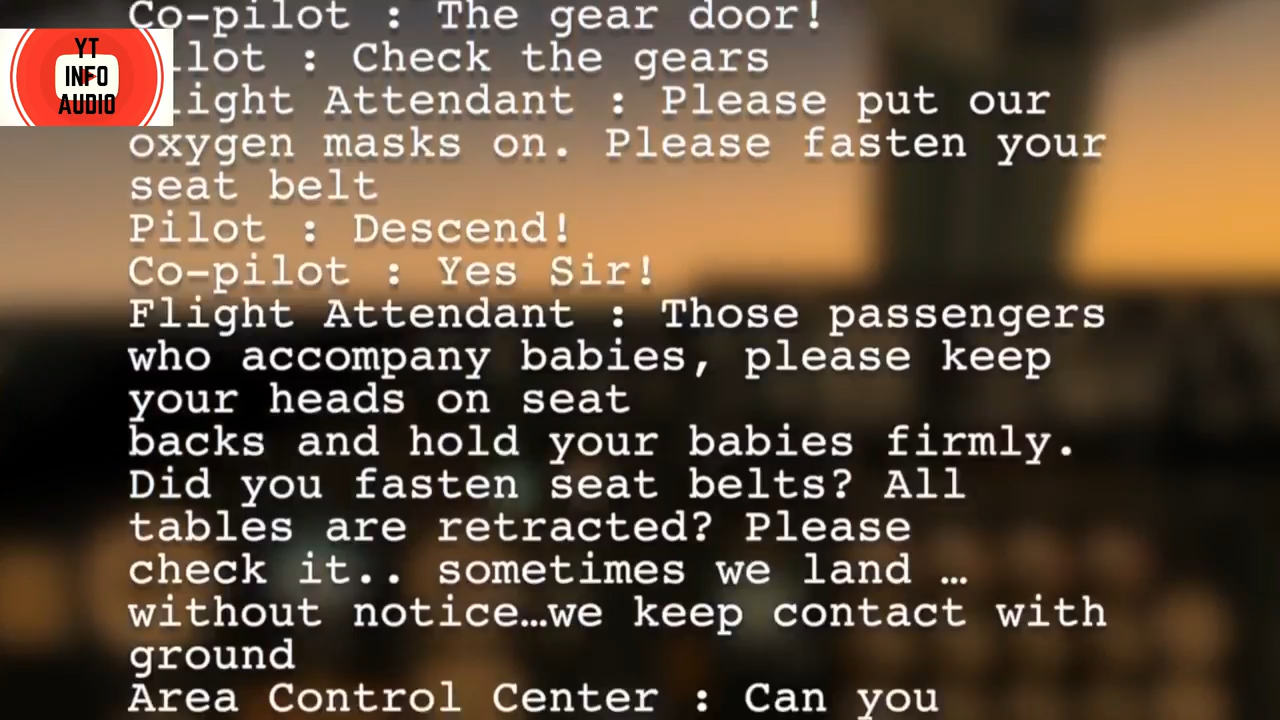 Co-pilot : The gear door!
YT
INFO
AUDIO
ilot : Check the gears
light Attendant : Please put our
oxygen masks on. Please fasten your
seat belt
Pilot : Descend!
Co-pilot : Yes Sir!
Flight Attendant : Those passengers
who accompany babies, please keep
your heads on seat
backs and hold your babies firmly.
Did you fasten seat belts? All
tables are retracted? Please
check it.. sometimes we land …
without notice…we keep contact with
ground
Area Control Center : Can you